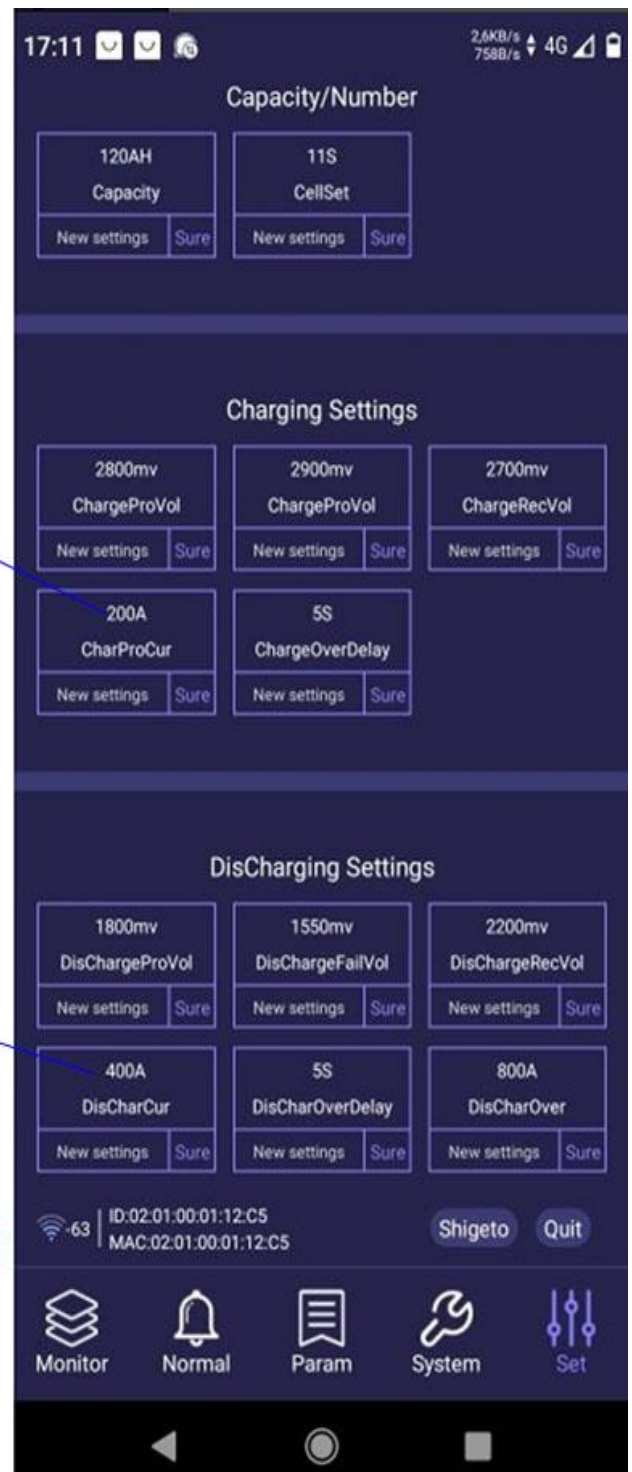 17:11
2,6KB/s
758B/s
4G
Capacity/Number
120AH
11S
Capacity
CellSet
New settings Sure
New settings Sure
Charging Settings
2800mv
2900mv
2700mv
ChargeProVol
ChargeProVol
ChargeRecVol
New settings Sure
New settings Sure
New settings Sure
200A
5S
CharProCur
ChargeOverDelay
New settings Sure
New settings Sure
DisCharging Settings
1800mv
1550mv
2200mv
DisChargeProVol
DisChargeFailVol
DisChargeRecVol
New settings Sure
New settings Sure
New settings Sure
400A
5S
800A
DisCharCur
DisCharOverDelay
DisCharOver
New settings Sure
New settings Sure
New settings Sure
-63
ID:02:01:00:01:12:C5
MAC:02:01:00:01:12:C5
Shigeto
Quit
Monitor
Normal
Param
System
Set